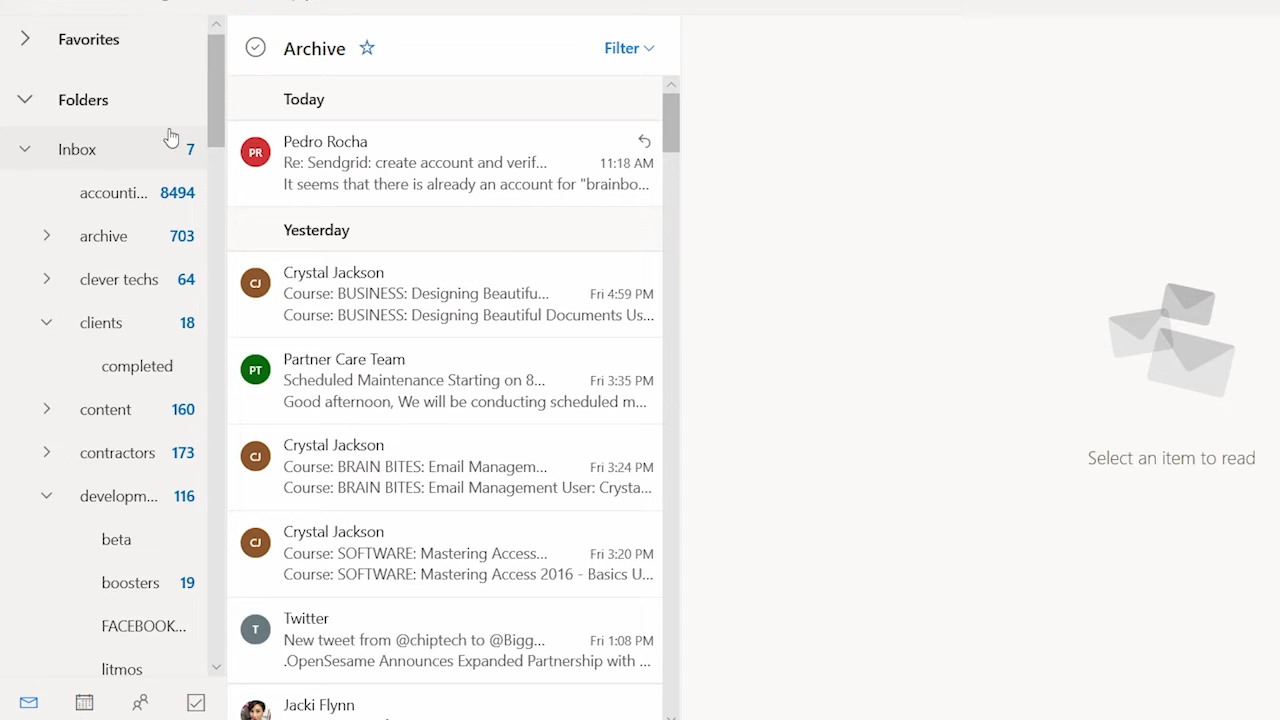 Favorites
Folders
Inbox 7
accounti... 8494
archive 703
clever techs 64
clients 18
completed
content 160
contractors 173
developm... 116
beta
boosters 19
FACEBOOK...
litmos
Archive Filter
Today
PR Pedro Rocha
Re: Sendgrid: create account and verif... 11:18 AM
It seems that there is already an account for "brainbo...
Yesterday
CJ Crystal Jackson
Course: BUSINESS: Designing Beautifu... Fri 4:59 PM
Course: BUSINESS: Designing Beautiful Documents Us...
PT Partner Care Team
Scheduled Maintenance Starting on 8... Fri 3:35 PM
Good afternoon, We will be conducting scheduled m...
CJ Crystal Jackson
Course: BRAIN BITES: Email Managem... Fri 3:24 PM
Course: BRAIN BITES: Email Management User: Crysta...
CJ Crystal Jackson
Course: SOFTWARE: Mastering Access... Fri 3:20 PM
Course: SOFTWARE: Mastering Access 2016 - Basics U...
T Twitter
New tweet from @chiptech to @Bigg... Fri 1:08 PM
.OpenSesame Announces Expanded Partnership with ...
Jacki Flynn
Select an item to read